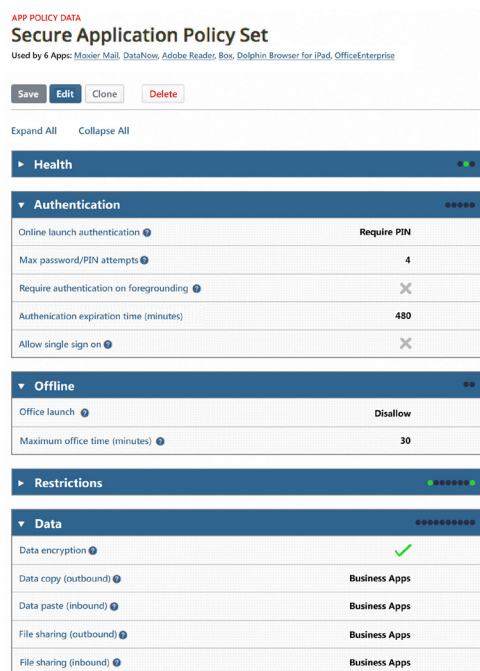 APP POLICY DATA
Secure Application Policy Set
Used by 6 Apps: Moxier Mail, DataNow, Adobe Reader, Box, Dolphin Browser for iPad, OfficeEnterprise
Save Edit Clone Delete
Expand All Collapse All
Health
Authentication
Online launch authentication ? Require PIN
Max password/PIN attempts ? 4
Require authentication on foregrounding ?
Authenication expiration time (minutes) 480
Allow single sign on ?
Offline
Office launch ? Disallow
Maximum office time (minutes) ? 30
Restrictions
Data
Data encryption ?
Data copy (outbound) ? Business Apps
Data paste (inbound) ? Business Apps
File sharing (outbound) ? Business Apps
File sharing (inbound) ? Business Apps